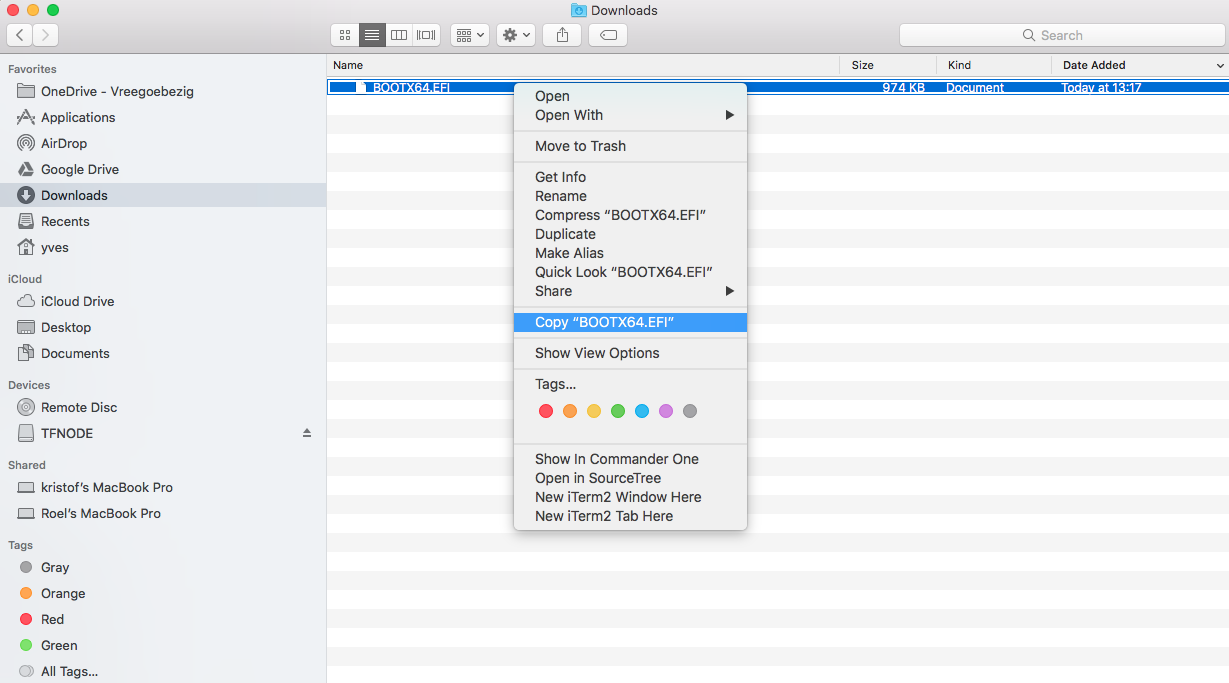 Downloads
Search
Favorites
OneDrive - Vreegoebezig
Applications
AirDrop
Google Drive
Downloads
Recents
yves
iCloud
iCloud Drive
Desktop
Documents
Devices
Remote Disc
TFNODE
Shared
kristof's MacBook Pro
Roel's MacBook Pro
Tags
Gray
Orange
Red
Green
All Tags...
Name Size Kind Date Added
BOOTX64.EFI 974 KB Document Today at 13:17
Open
Open With
Move to Trash
Get Info
Rename
Compress “BOOTX64.EFI”
Duplicate
Make Alias
Quick Look “BOOTX64.EFI”
Share
Copy “BOOTX64.EFI”
Show View Options
Tags...
Show In Commander One
Open in SourceTree
New iTerm2 Window Here
New iTerm2 Tab Here